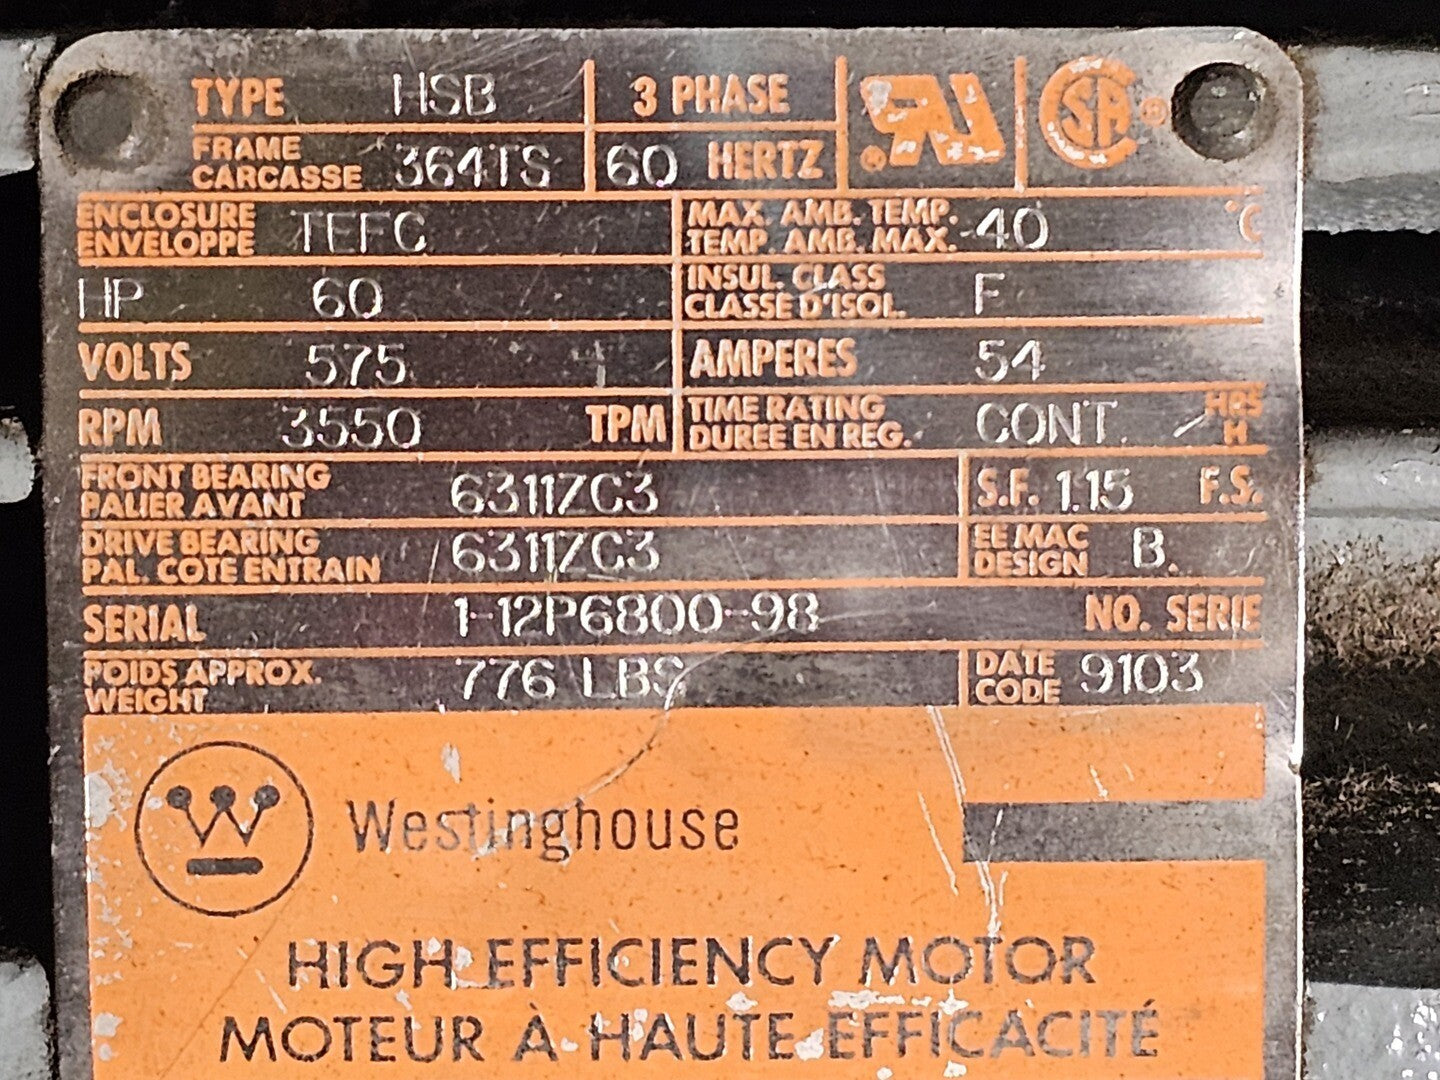 TYPE HSB 3 PHASE
FRAME
CARCASSE 364TS 60 HERTZ
ENCLOSURE
ENVELOPPE TEFC
MAX. AMB. TEMP.
TEMP. AMB. MAX. 40 °C
HP 60
INSUL. CLASS
CLASSE D'ISOL. F
VOLTS 575 AMPERES 54
RPM 3550 TPM
TIME RATING
DUREE EN REG. CONT. HRS
H
FRONT BEARING
PALIER AVANT 6311ZC3
S.F. 1.15 F.S.
DRIVE BEARING
PAL. COTE ENTRAIN 6311ZC3
EEMAC
DESIGN B.
SERIAL 1-12P6800-98 NO. SERIE
POIDS APPROX.
WEIGHT 776 LBS
DATE
CODE 9103
Westinghouse
HIGH EFFICIENCY MOTOR
MOTEUR À HAUTE EFFICACITÉ